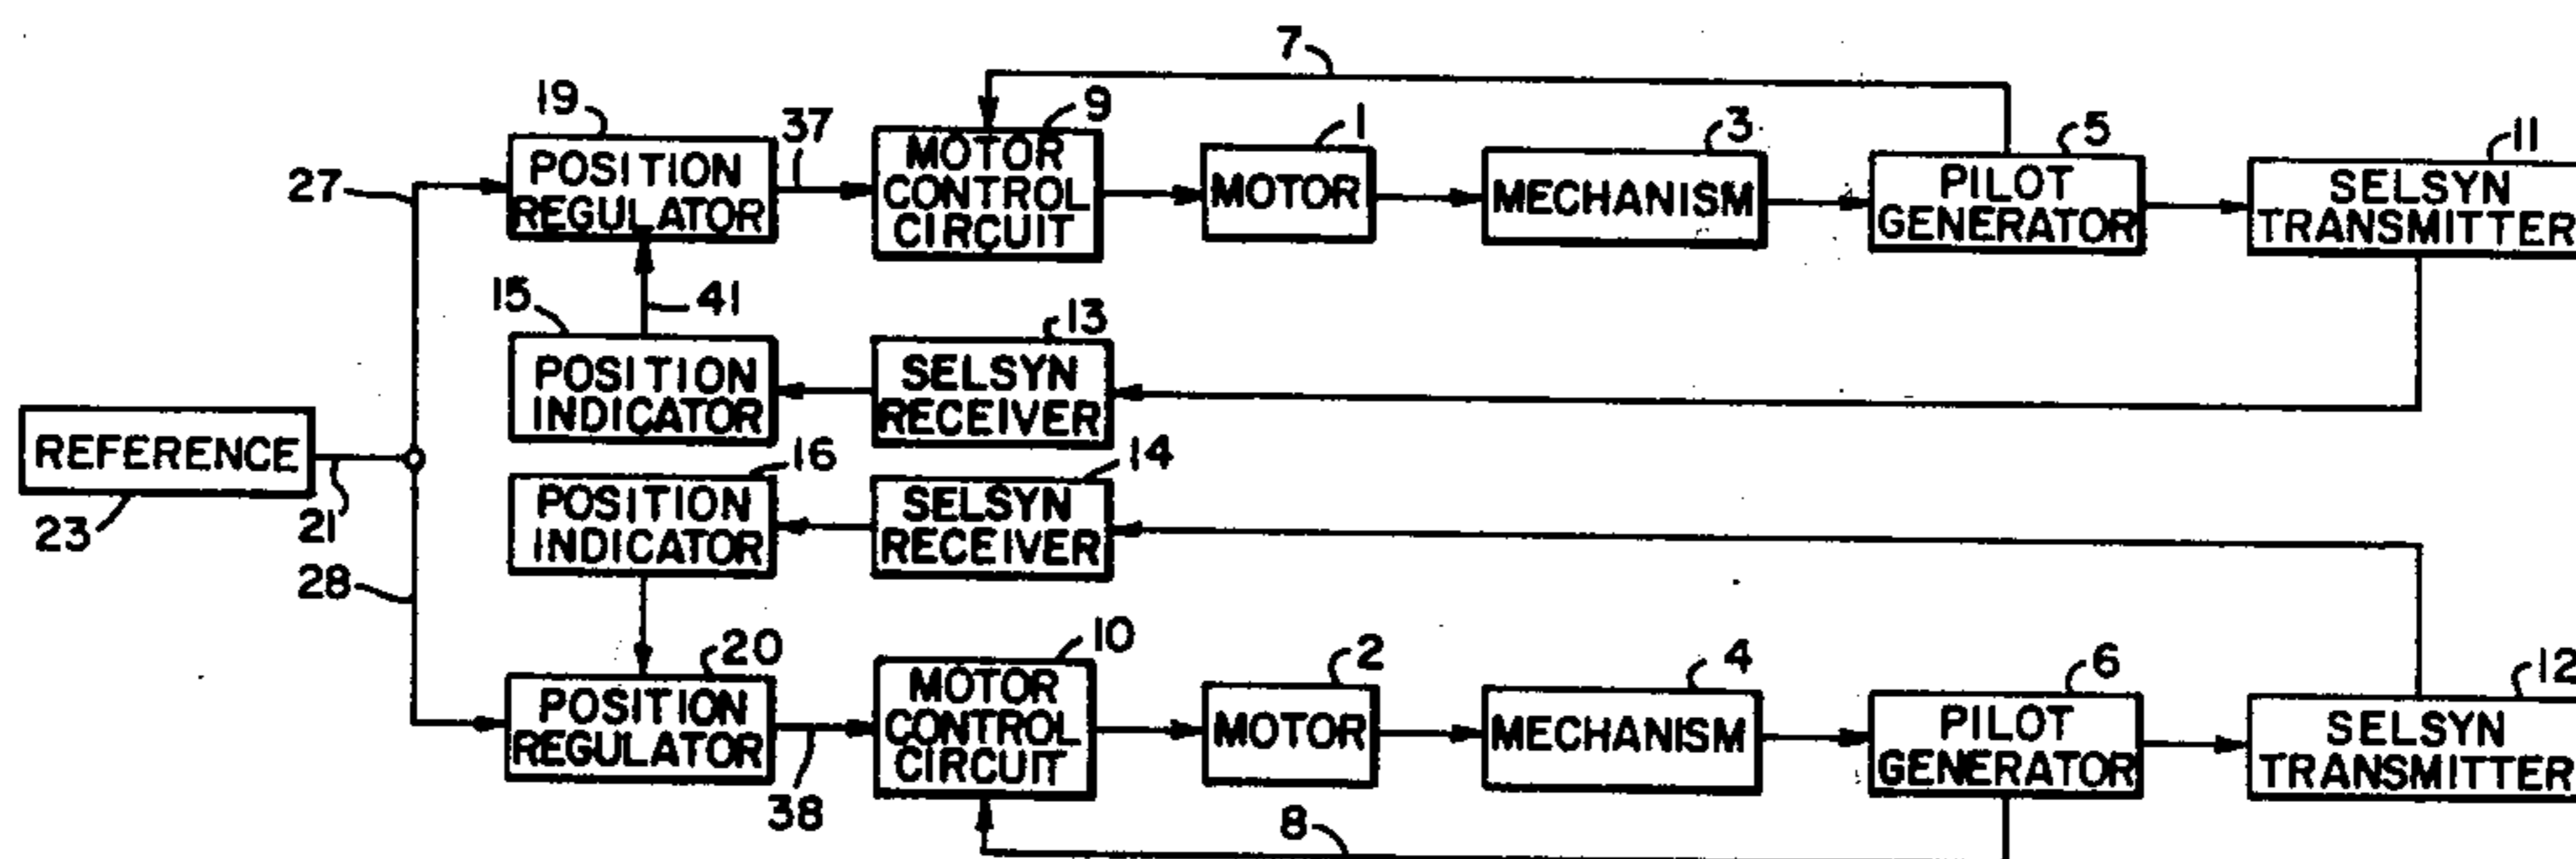 7
19
37
9
1
3
5
11
27
POSITION
REGULATOR
MOTOR
CONTROL
CIRCUIT
MOTOR
MECHANISM
PILOT
GENERATOR
SELSYN
TRANSMITTER
15
41
13
POSITION
INDICATOR
SELSYN
RECEIVER
REFERENCE
23
21
16
14
POSITION
INDICATOR
SELSYN
RECEIVER
28
20
10
2
4
6
12
POSITION
REGULATOR
MOTOR
CONTROL
CIRCUIT
MOTOR
MECHANISM
PILOT
GENERATOR
SELSYN
TRANSMITTER
38
8